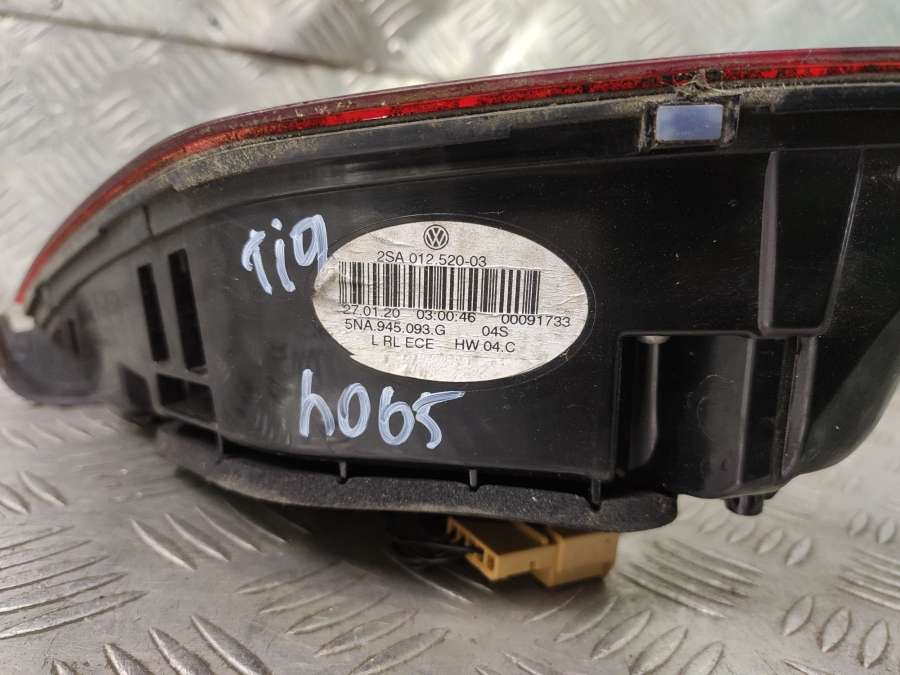 Tig
2SA 012.520-03
27.01.20 03:00:46 00091733
5NA.945.093.G 04S
L RL ECE HW 04.C
h065